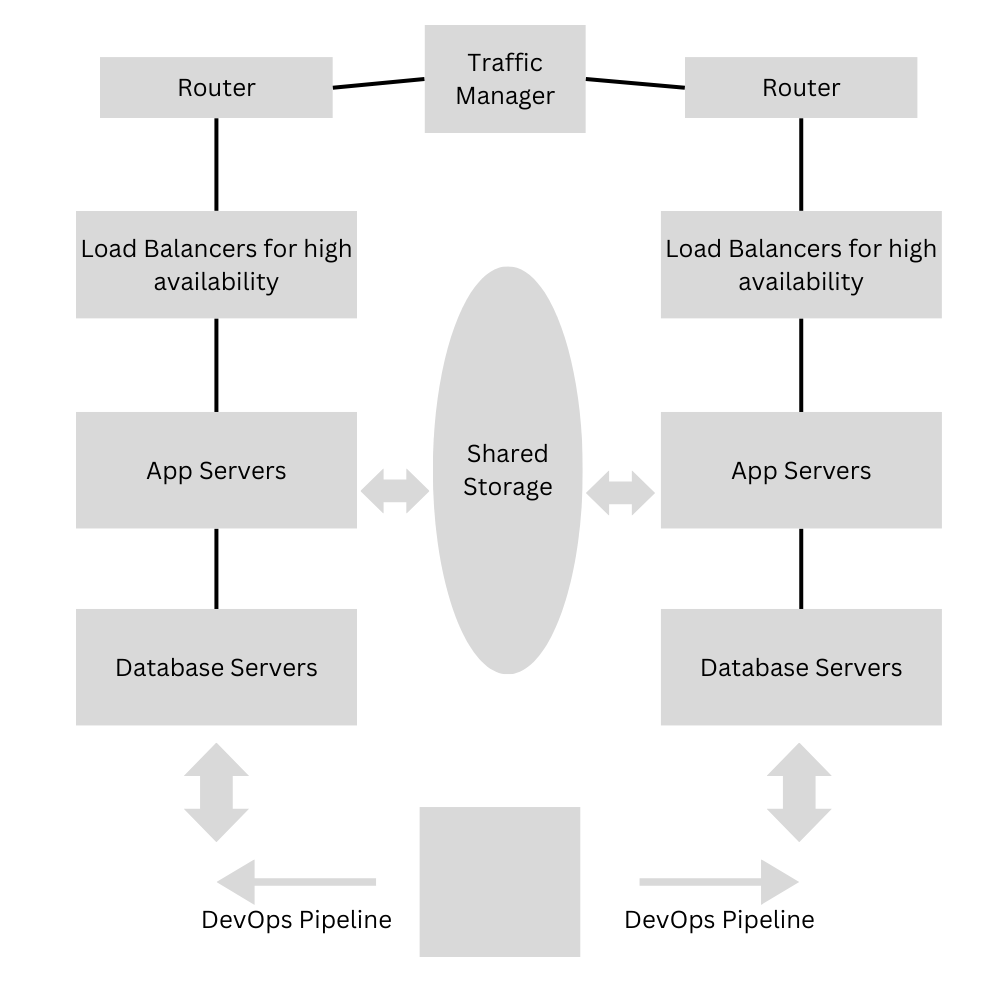 Traffic
Manager
Router
Router
Load Balancers for high
availability
Load Balancers for high
availability
Shared
Storage
App Servers
App Servers
Database Servers
Database Servers
DevOps Pipeline
DevOps Pipeline